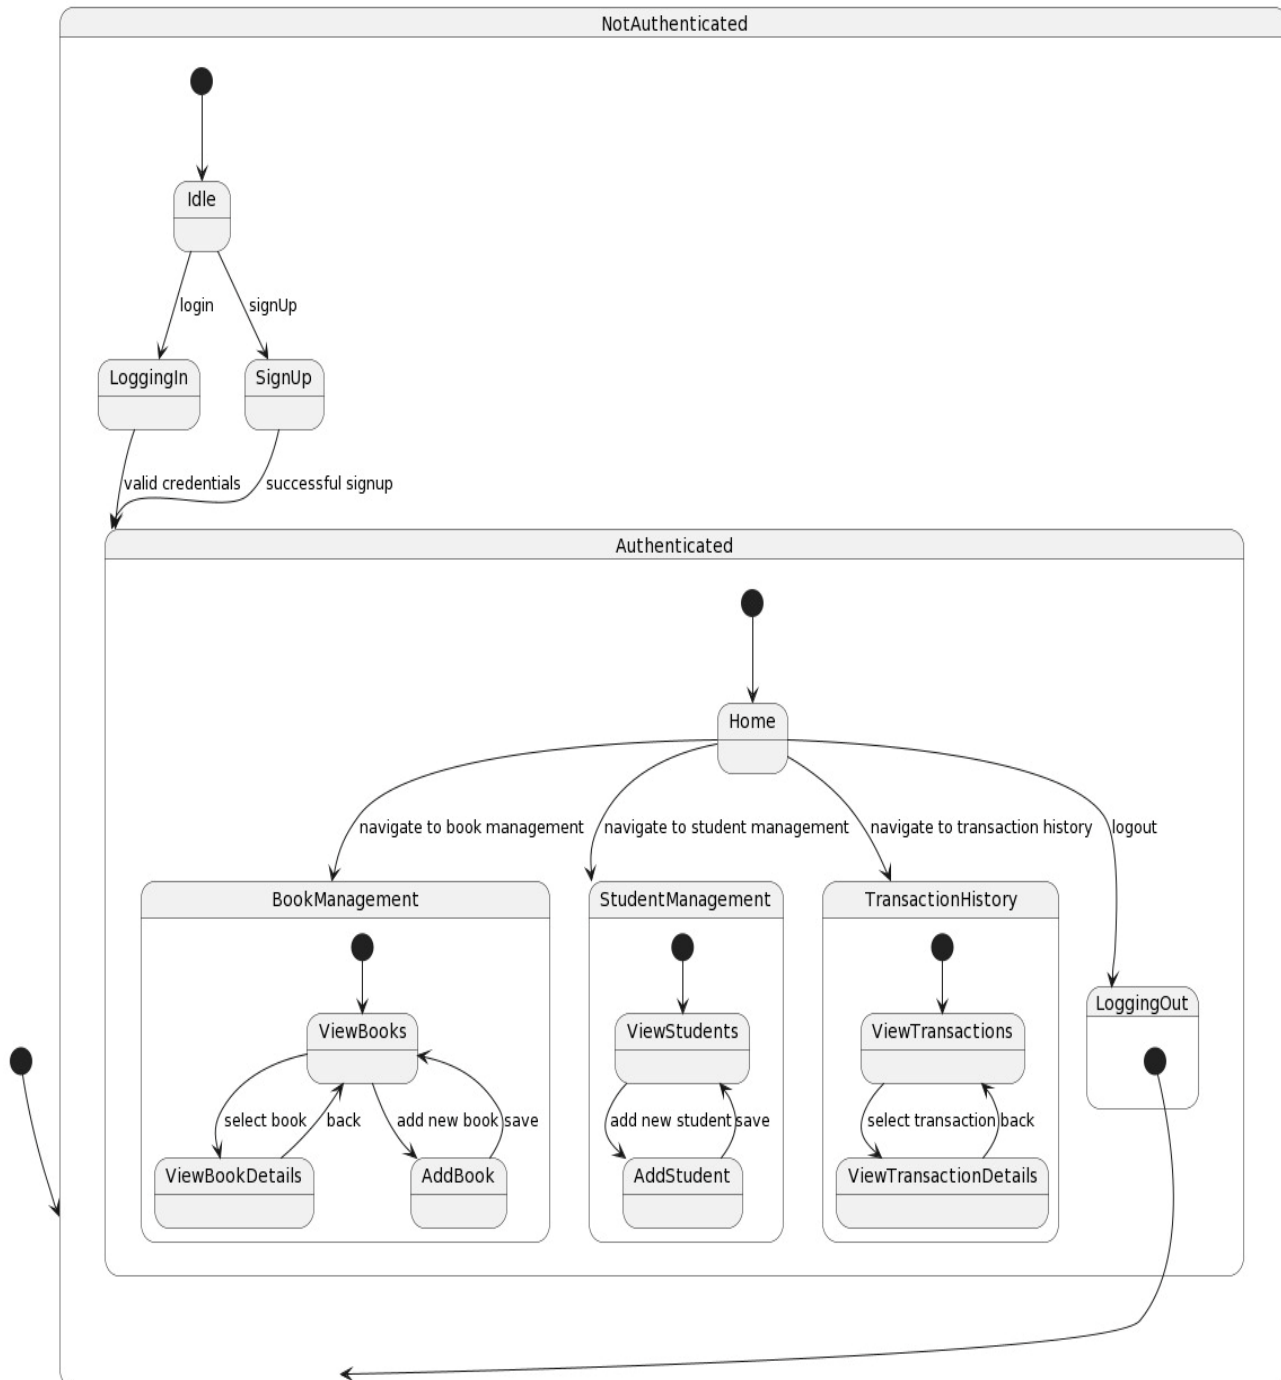 NotAuthenticated
Idle
login
signUp
LoggingIn
SignUp
valid credentials
successful signup
Authenticated
Home
navigate to book management
navigate to student management
navigate to transaction history
logout
BookManagement
StudentManagement
TransactionHistory
LoggingOut
ViewBooks
ViewStudents
ViewTransactions
select book
back
add new book
save
add new student
save
select transaction
back
ViewBookDetails
AddBook
AddStudent
ViewTransactionDetails